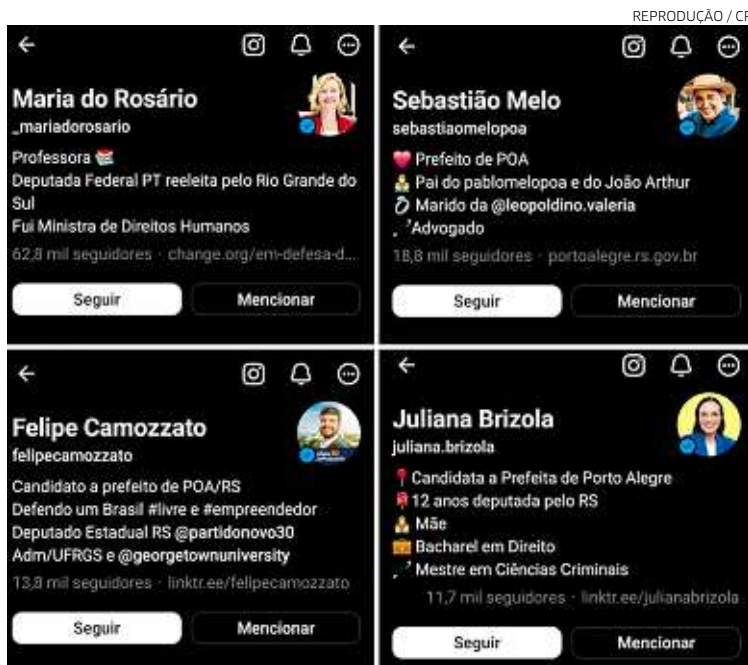 REPRODUÇÃO / CP
Maria do Rosário
_mariadorosario
Professora
Deputada Federal PT reeleita pelo Rio Grande do
Sul
Fui Ministra de Direitos Humanos
62,8 mil seguidores · change.org/em-defesa-d...
Seguir
Mencionar
Sebastião Melo
sebastiaomelopoa
Prefeito de POA
Pai do pablomelopoa e do João Arthur
Marido da @leopoldino.valeria
Advogado
18,8 mil seguidores · portoalegre.rs.gov.br
Seguir
Mencionar
Felipe Camozzato
felipecamozzato
Candidato a prefeito de POA/RS
Defendo um Brasil #livre e #empreendedor
Deputado Estadual RS @partidonovo30
Adm/UFRGS e @georgetownuniversity
13,8 mil seguidores · linktr.ee/felipecamozzato
Seguir
Mencionar
Juliana Brizola
juliana.brizola
Candidata a Prefeita de Porto Alegre
12 anos deputada pelo RS
Mãe
Bacharel em Direito
Mestre em Ciências Criminais
11,7 mil seguidores · linktr.ee/julianabrizola
Seguir
Mencionar